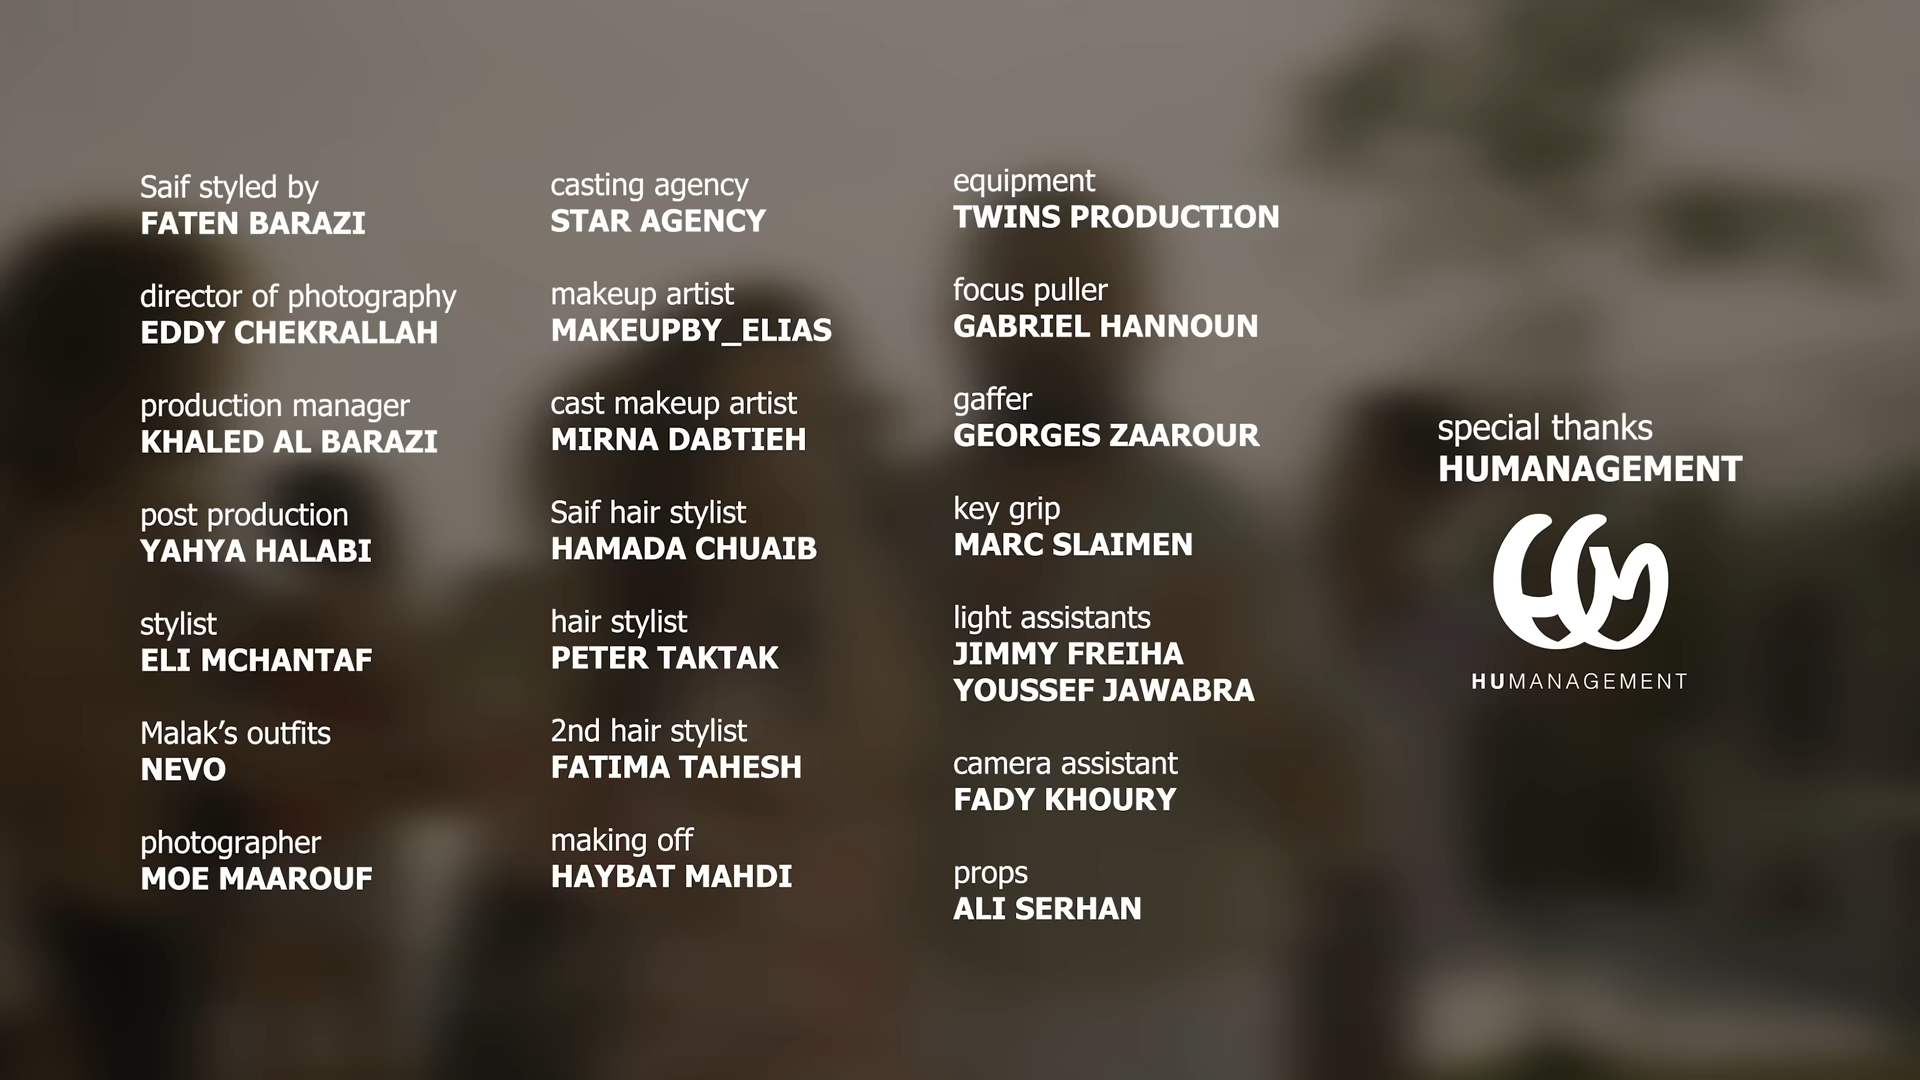 Saif styled by
FATEN BARAZI
director of photography
EDDY CHEKRALLAH
production manager
KHALED AL BARAZI
post production
YAHYA HALABI
stylist
ELI MCHANTAF
Malak’s outfits
NEVO
photographer
MOE MAAROUF
casting agency
STAR AGENCY
makeup artist
MAKEUPBY_ELIAS
cast makeup artist
MIRNA DABTIEH
Saif hair stylist
HAMADA CHUAIB
hair stylist
PETER TAKTAK
2nd hair stylist
FATIMA TAHESH
making off
HAYBAT MAHDI
equipment
TWINS PRODUCTION
focus puller
GABRIEL HANNOUN
gaffer
GEORGES ZAAROUR
key grip
MARC SLAIMEN
light assistants
JIMMY FREIHA
YOUSSEF JAWABRA
camera assistant
FADY KHOURY
props
ALI SERHAN
special thanks
HUMANAGEMENT
HUMANAGEMENT